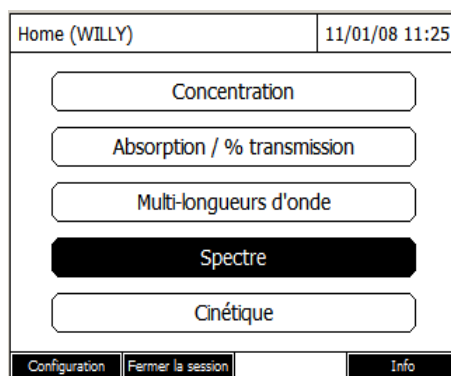 Home (WILLY) 11/01/08 11:25
Concentration
Absorption / % transmission
Multi-longueurs d'onde
Spectre
Cinétique
Configuration Fermer la session Info